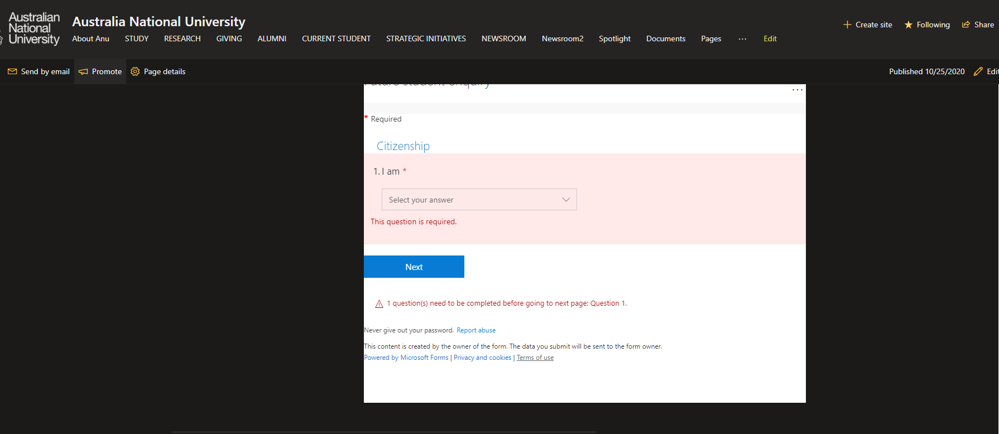 Australian
National
University
Australia National University
About Anu STUDY RESEARCH GIVING ALUMNI CURRENT STUDENT STRATEGIC INITIATIVES NEWSROOM Newsroom2 Spotlight Documents Pages ... Edit
Create site Following Share
Send by email Promote Page details
Published 10/25/2020 Edit
Future student enquiry
...
* Required
Citizenship
1. I am *
Select your answer
This question is required.
Next
1 question(s) need to be completed before going to next page: Question 1.
Never give out your password. Report abuse
This content is created by the owner of the form. The data you submit will be sent to the form owner.
Powered by Microsoft Forms | Privacy and cookies | Terms of use